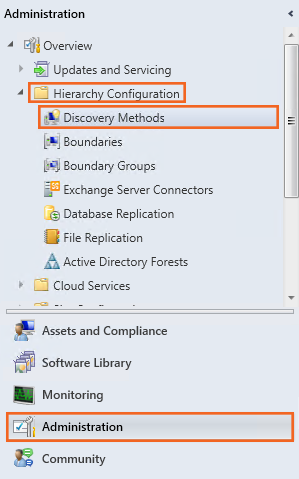 Administration
Overview
Updates and Servicing
Hierarchy Configuration
Discovery Methods
Boundaries
Boundary Groups
Exchange Server Connectors
Database Replication
File Replication
Active Directory Forests
Cloud Services
Assets and Compliance
Software Library
Monitoring
Administration
Community